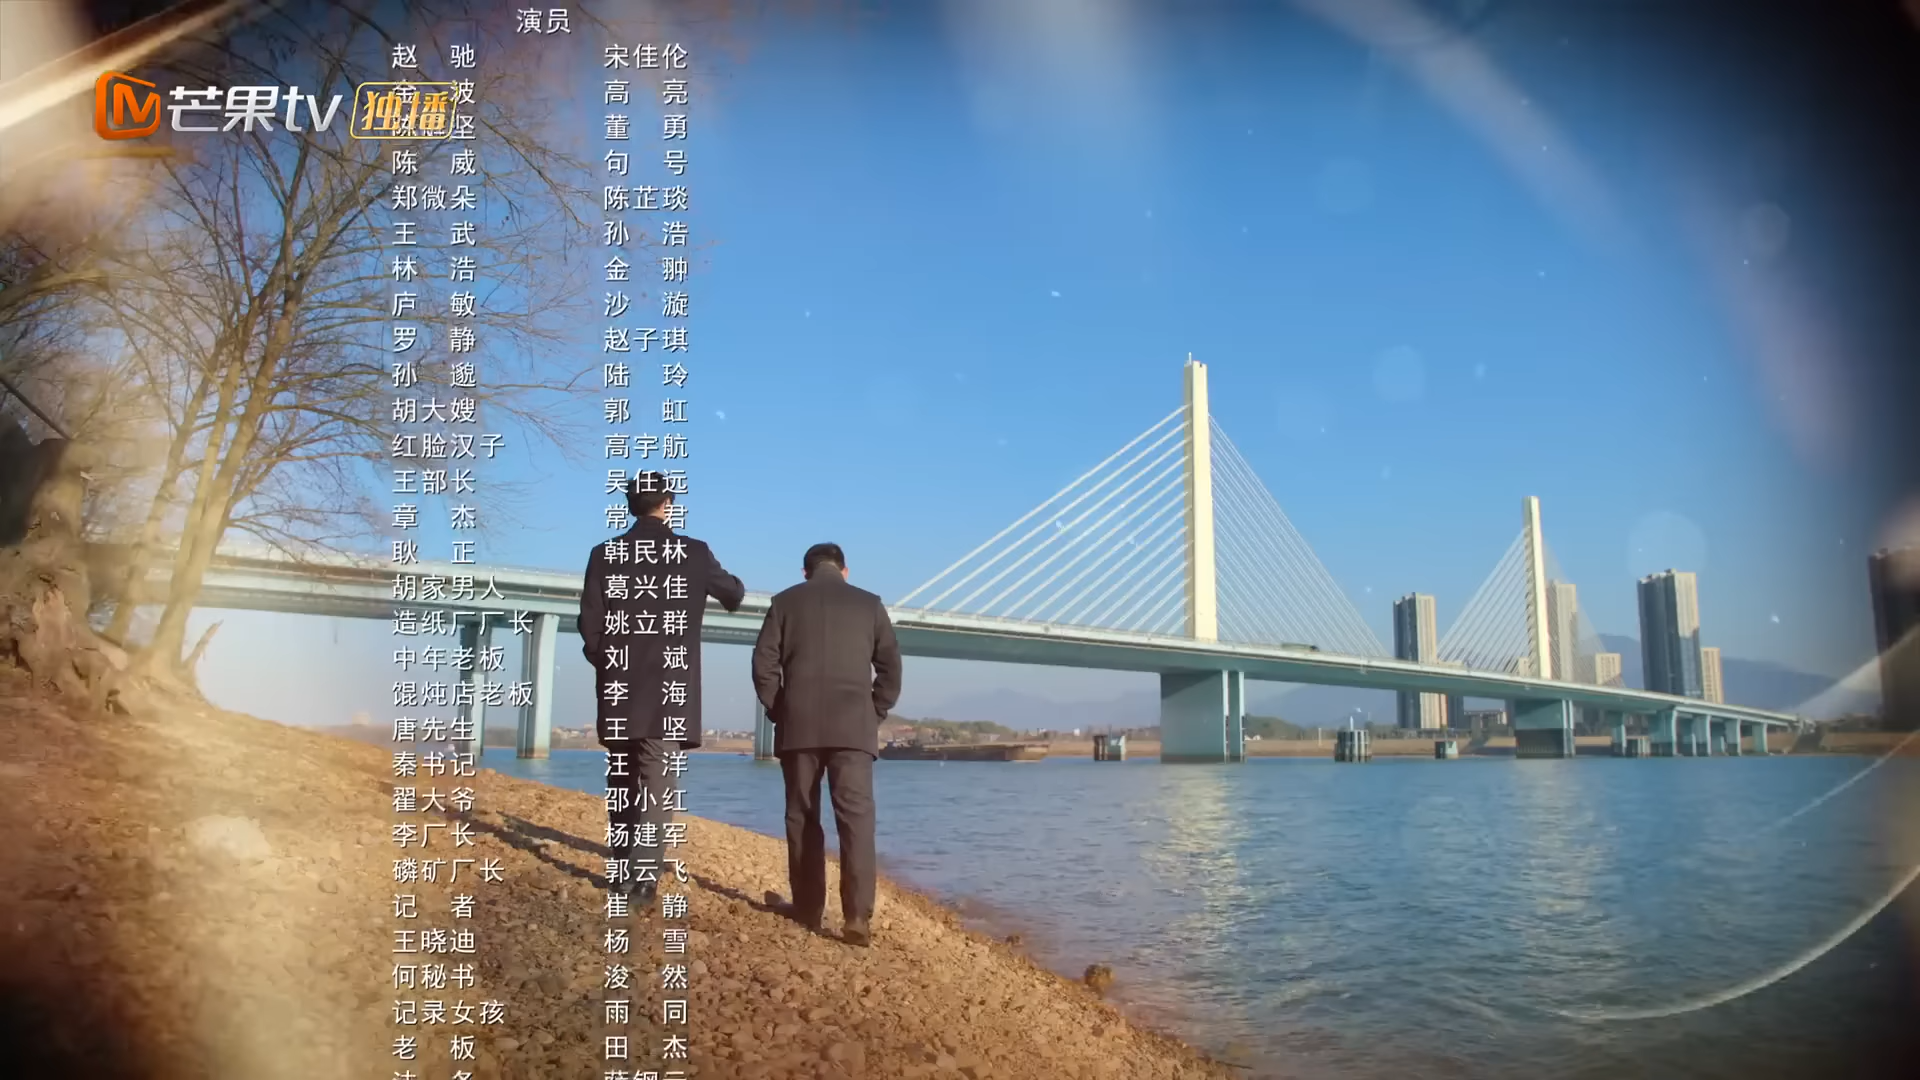 演员
赵 驰 宋佳伦
芒果tv 独播
金 波 高 亮
坚 董 勇
陈 威 句 号
郑微朵 陈芷琰
王 武 孙 浩
林 浩 金 翀
庐 敏 沙 漩
罗 静 赵子琪
孙 邈 陆 玲
胡大嫂 郭 虹
红脸汉子 高宇航
王部长 吴任远
章 杰 常 君
耿 正 韩民林
胡家男人 葛兴佳
造纸厂厂长 姚立群
中年老板 刘 斌
馄炖店老板 李 海
唐先生 王 坚
秦书记 汪 洋
翟大爷 邵小红
李厂长 杨建军
磷矿厂长 郭云飞
记 者 崔 静
王晓迪 杨 雪
何秘书 浚 然
记录女孩 雨 同
老 板 田 杰